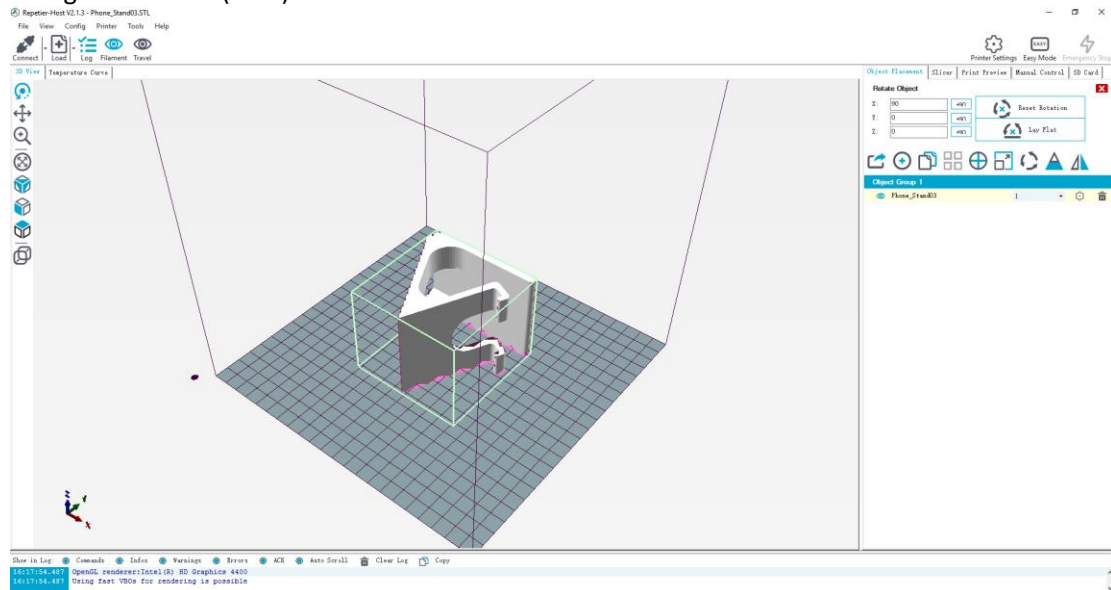 Repetier-Host V2.1.3 - Phone_Stand03.STL
File View Config Printer Tools Help
Connect Load Log Filament Travel
Printer Settings Easy Mode Emergency Stop
EASY
3D View Temperature Curve
Object Placement Slicer Print Preview Manual Control SD Card
Rotate Object
X: 90 +90 Reset Rotation
Y: 0 +90
Z: 0 +90 Lay Flat
Object Group 1
Phone_Stand03 1
Z Y
X
Show in Log: Commands Infos Warnings Errors ACK Auto Scroll Clear Log Copy
16:17:54.487 OpenGL renderer:Intel(R) HD Graphics 4400
16:17:54.487 Using fast VBOs for rendering is possible